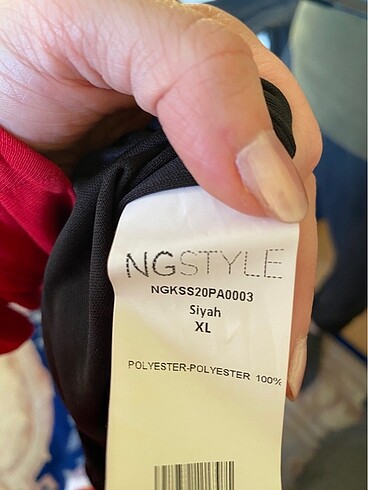 NGSTYLE
NGKSS20PA0003
Siyah
XL
POLYESTER-POLYESTER 100%